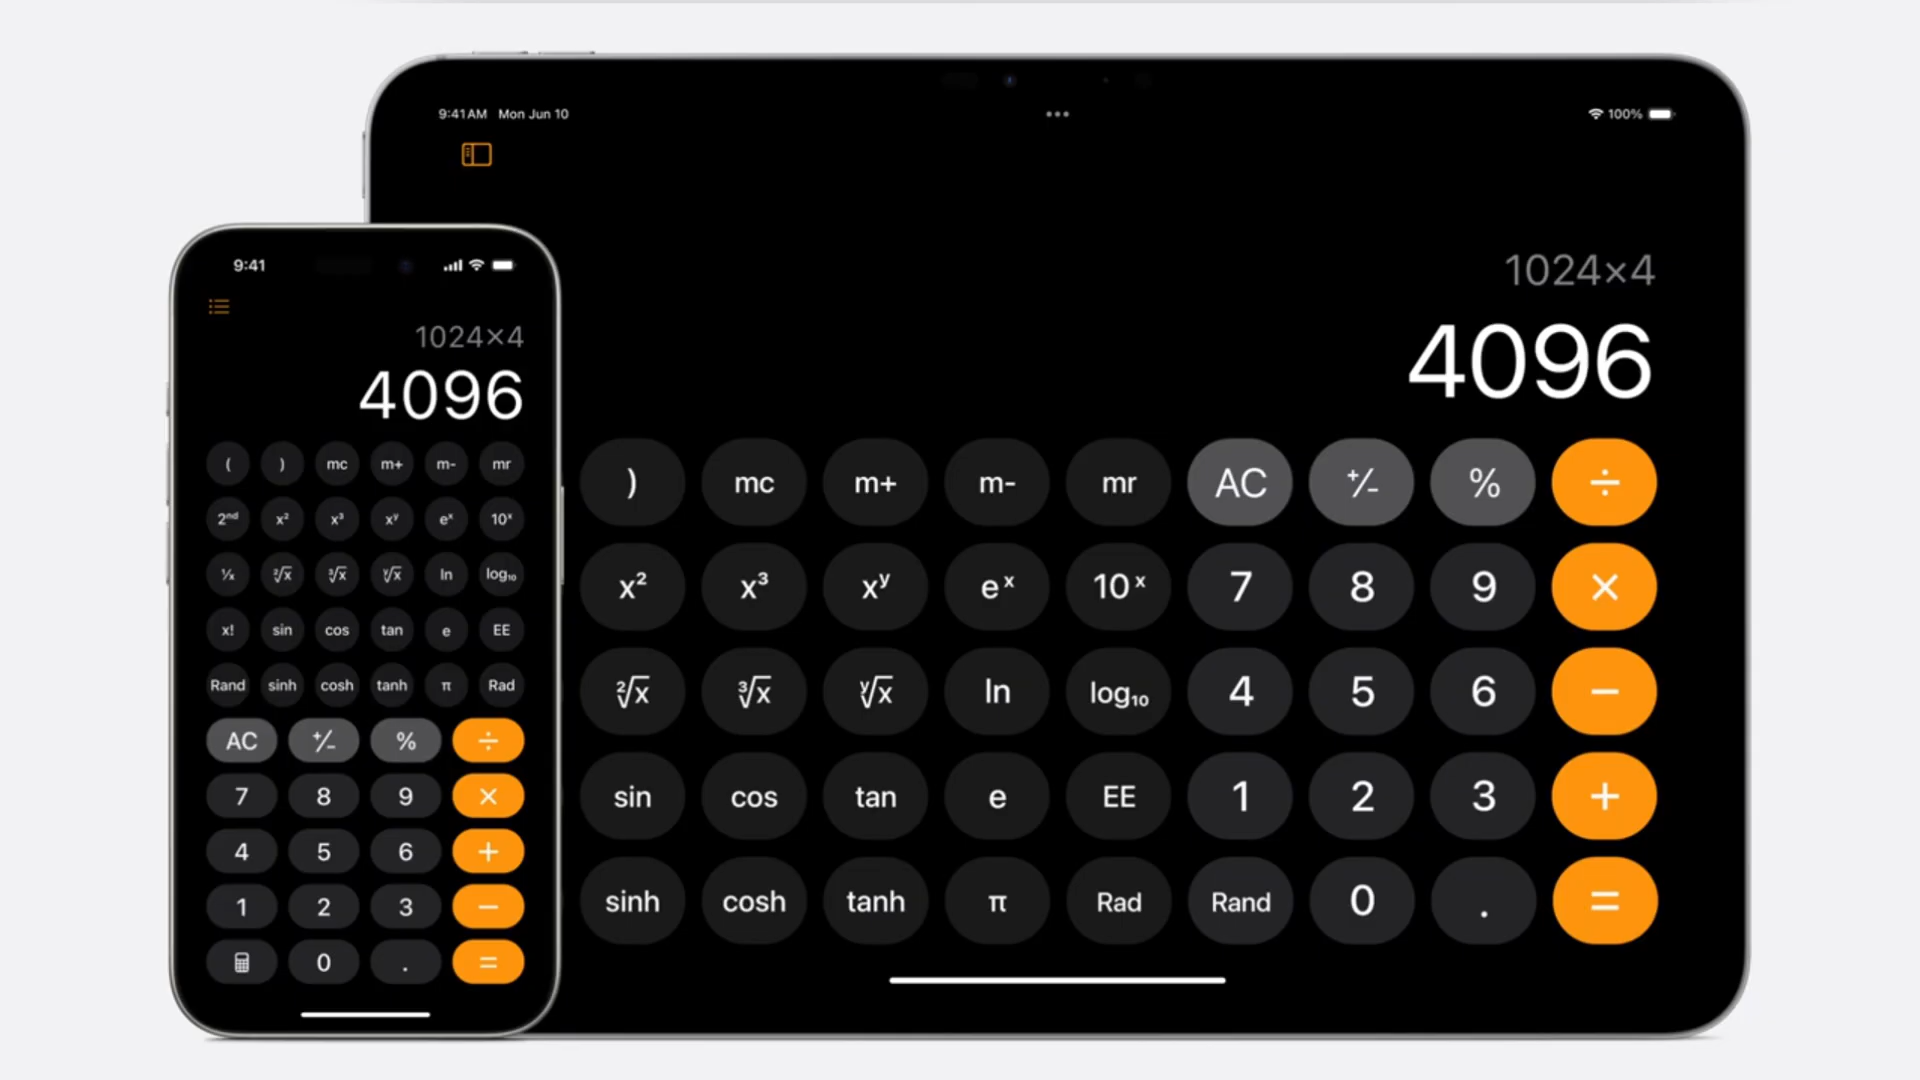 9:41AM Mon Jun 10
100%
1024×4
4096
) mc m+ m- mr AC +/- % ÷
x² x³ xʸ eˣ 10ˣ 7 8 9 ×
²√x ³√x ʸ√x ln log₁₀ 4 5 6 −
sin cos tan e EE 1 2 3 +
sinh cosh tanh π Rad Rand 0 . =
9:41
1024×4
4096
( ) mc m+ m- mr
2ⁿᵈ x² x³ xʸ eˣ 10ˣ
¹/x ²√x ³√x ʸ√x ln log₁₀
x! sin cos tan e EE
Rand sinh cosh tanh π Rad
AC +/- % ÷
7 8 9 ×
4 5 6 +
1 2 3 −
0 . =